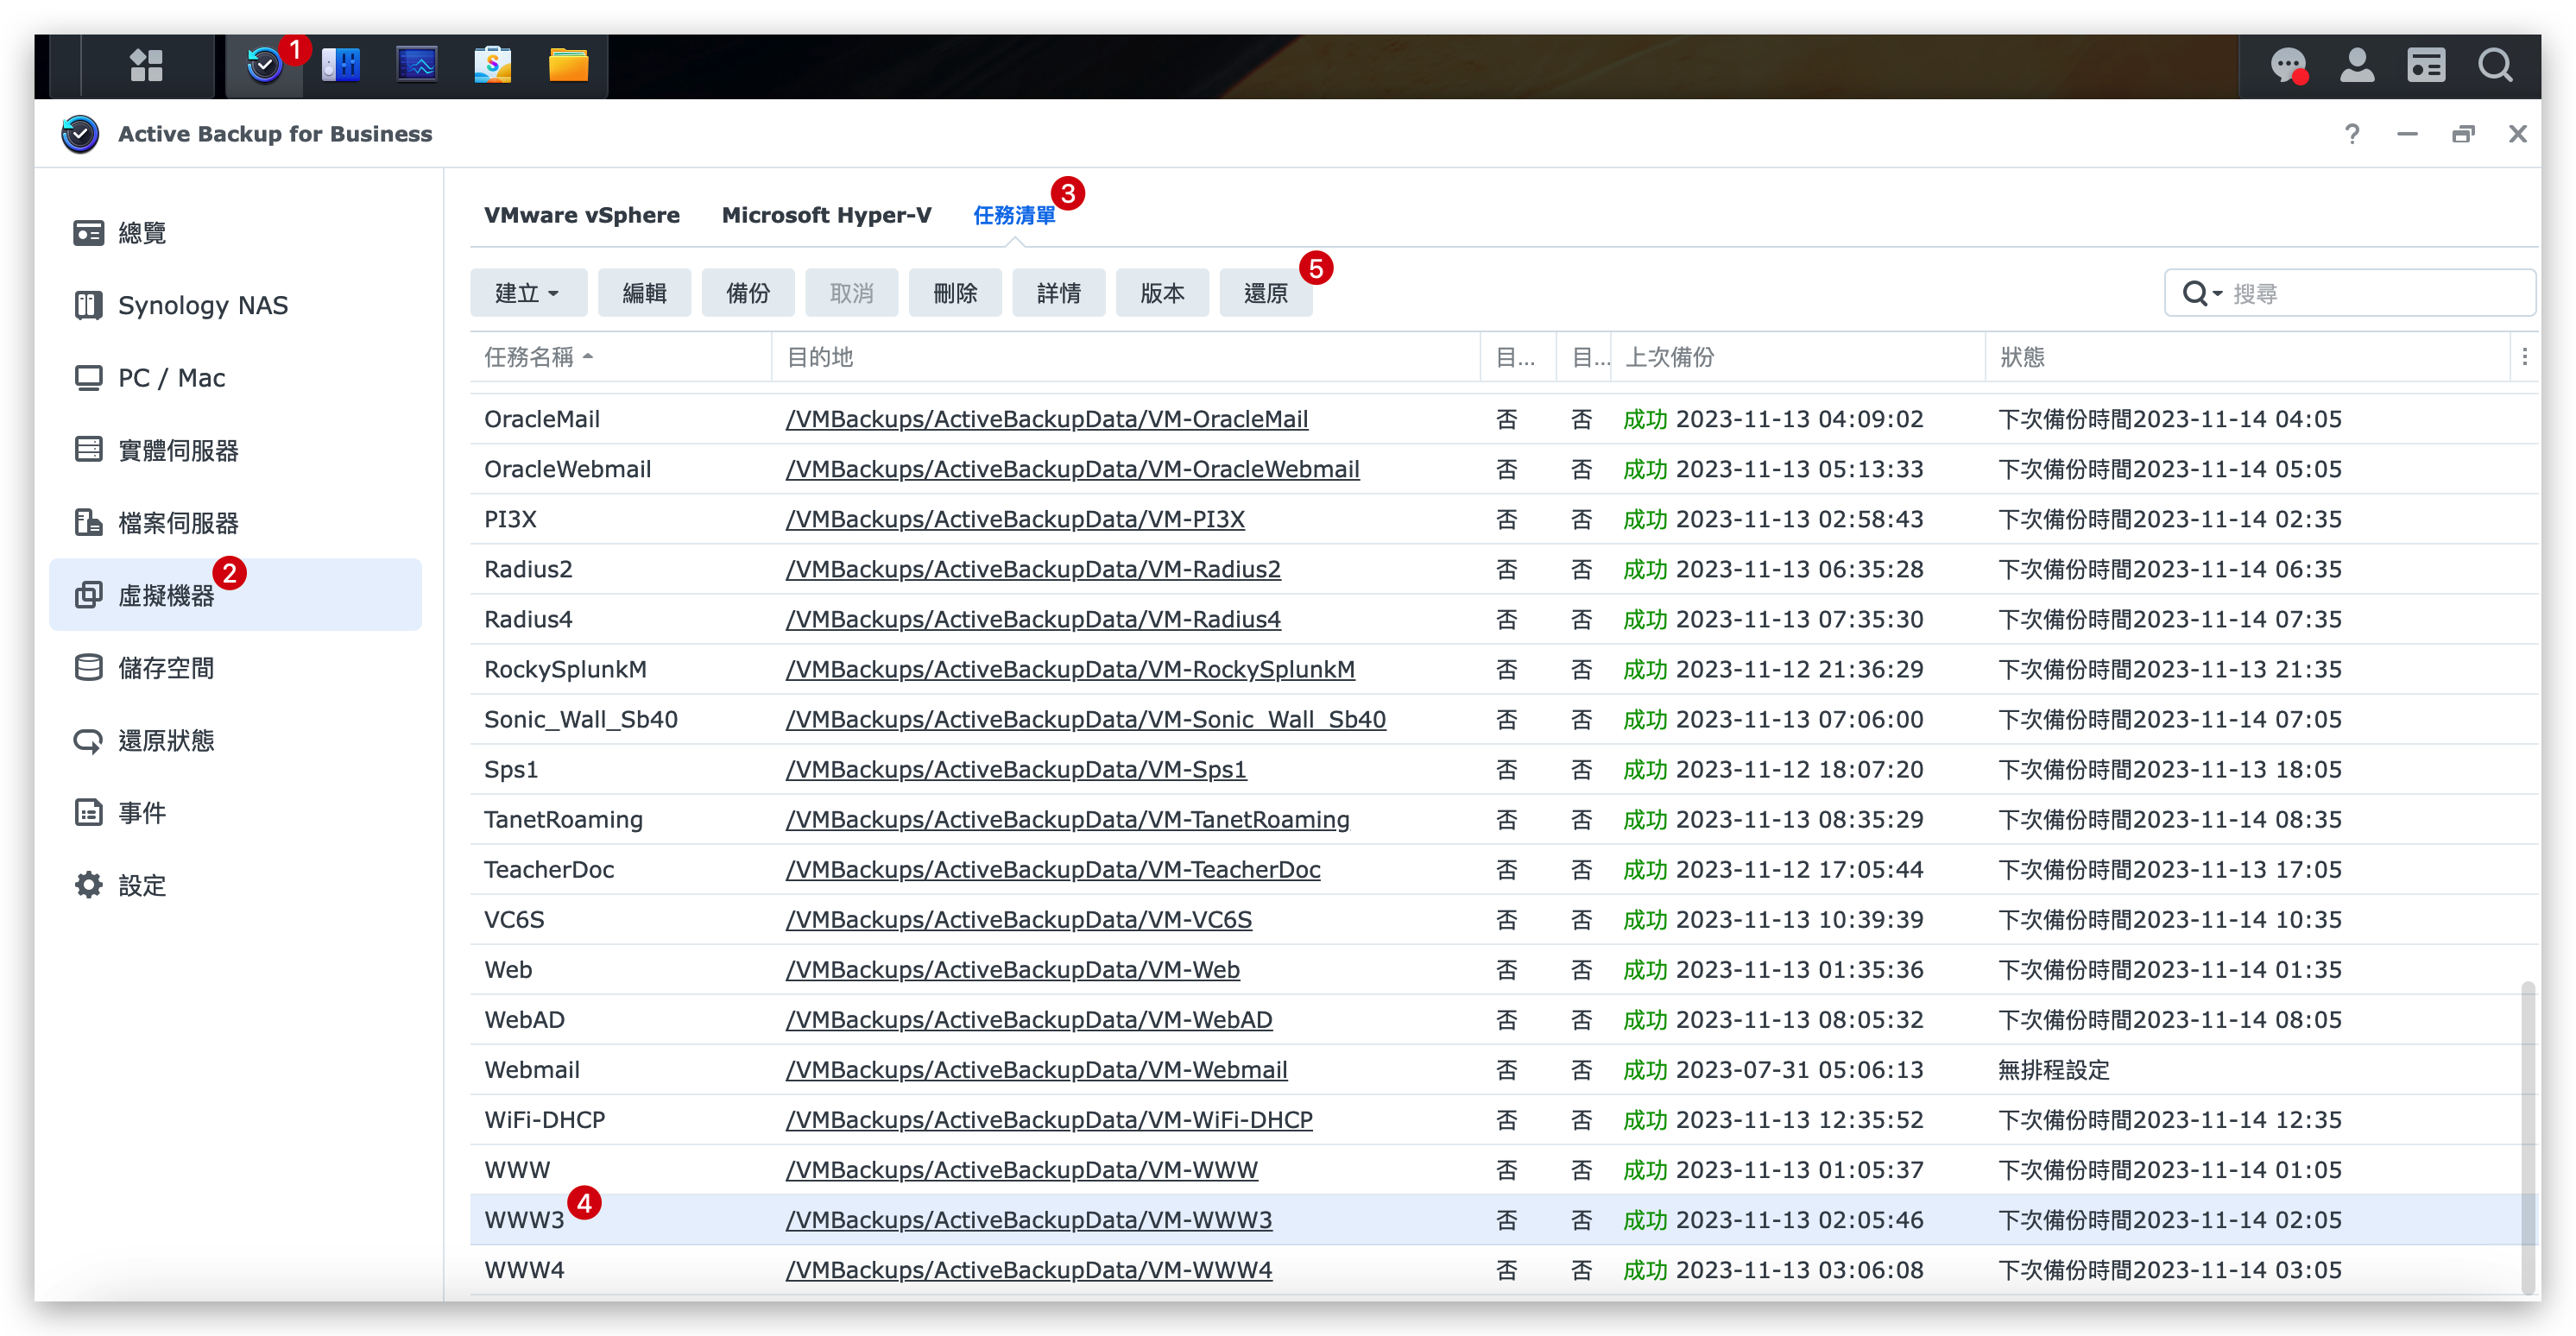 1
Active Backup for Business
?
總覽
Synology NAS
PC / Mac
實體伺服器
檔案伺服器
虛擬機器 2
儲存空間
還原狀態
事件
設定
VMware vSphere Microsoft Hyper-V 任務清單 3
建立 編輯 備份 取消 刪除 詳情 版本 還原 5 搜尋
任務名稱 目的地 目... 目... 上次備份 狀態
OracleMail /VMBackups/ActiveBackupData/VM-OracleMail 否 否 成功 2023-11-13 04:09:02 下次備份時間2023-11-14 04:05
OracleWebmail /VMBackups/ActiveBackupData/VM-OracleWebmail 否 否 成功 2023-11-13 05:13:33 下次備份時間2023-11-14 05:05
PI3X /VMBackups/ActiveBackupData/VM-PI3X 否 否 成功 2023-11-13 02:58:43 下次備份時間2023-11-14 02:35
Radius2 /VMBackups/ActiveBackupData/VM-Radius2 否 否 成功 2023-11-13 06:35:28 下次備份時間2023-11-14 06:35
Radius4 /VMBackups/ActiveBackupData/VM-Radius4 否 否 成功 2023-11-13 07:35:30 下次備份時間2023-11-14 07:35
RockySplunkM /VMBackups/ActiveBackupData/VM-RockySplunkM 否 否 成功 2023-11-12 21:36:29 下次備份時間2023-11-13 21:35
Sonic_Wall_Sb40 /VMBackups/ActiveBackupData/VM-Sonic_Wall_Sb40 否 否 成功 2023-11-13 07:06:00 下次備份時間2023-11-14 07:05
Sps1 /VMBackups/ActiveBackupData/VM-Sps1 否 否 成功 2023-11-12 18:07:20 下次備份時間2023-11-13 18:05
TanetRoaming /VMBackups/ActiveBackupData/VM-TanetRoaming 否 否 成功 2023-11-13 08:35:29 下次備份時間2023-11-14 08:35
TeacherDoc /VMBackups/ActiveBackupData/VM-TeacherDoc 否 否 成功 2023-11-12 17:05:44 下次備份時間2023-11-13 17:05
VC6S /VMBackups/ActiveBackupData/VM-VC6S 否 否 成功 2023-11-13 10:39:39 下次備份時間2023-11-14 10:35
Web /VMBackups/ActiveBackupData/VM-Web 否 否 成功 2023-11-13 01:35:36 下次備份時間2023-11-14 01:35
WebAD /VMBackups/ActiveBackupData/VM-WebAD 否 否 成功 2023-11-13 08:05:32 下次備份時間2023-11-14 08:05
Webmail /VMBackups/ActiveBackupData/VM-Webmail 否 否 成功 2023-07-31 05:06:13 無排程設定
WiFi-DHCP /VMBackups/ActiveBackupData/VM-WiFi-DHCP 否 否 成功 2023-11-13 12:35:52 下次備份時間2023-11-14 12:35
WWW /VMBackups/ActiveBackupData/VM-WWW 否 否 成功 2023-11-13 01:05:37 下次備份時間2023-11-14 01:05
WWW3 4 /VMBackups/ActiveBackupData/VM-WWW3 否 否 成功 2023-11-13 02:05:46 下次備份時間2023-11-14 02:05
WWW4 /VMBackups/ActiveBackupData/VM-WWW4 否 否 成功 2023-11-13 03:06:08 下次備份時間2023-11-14 03:05